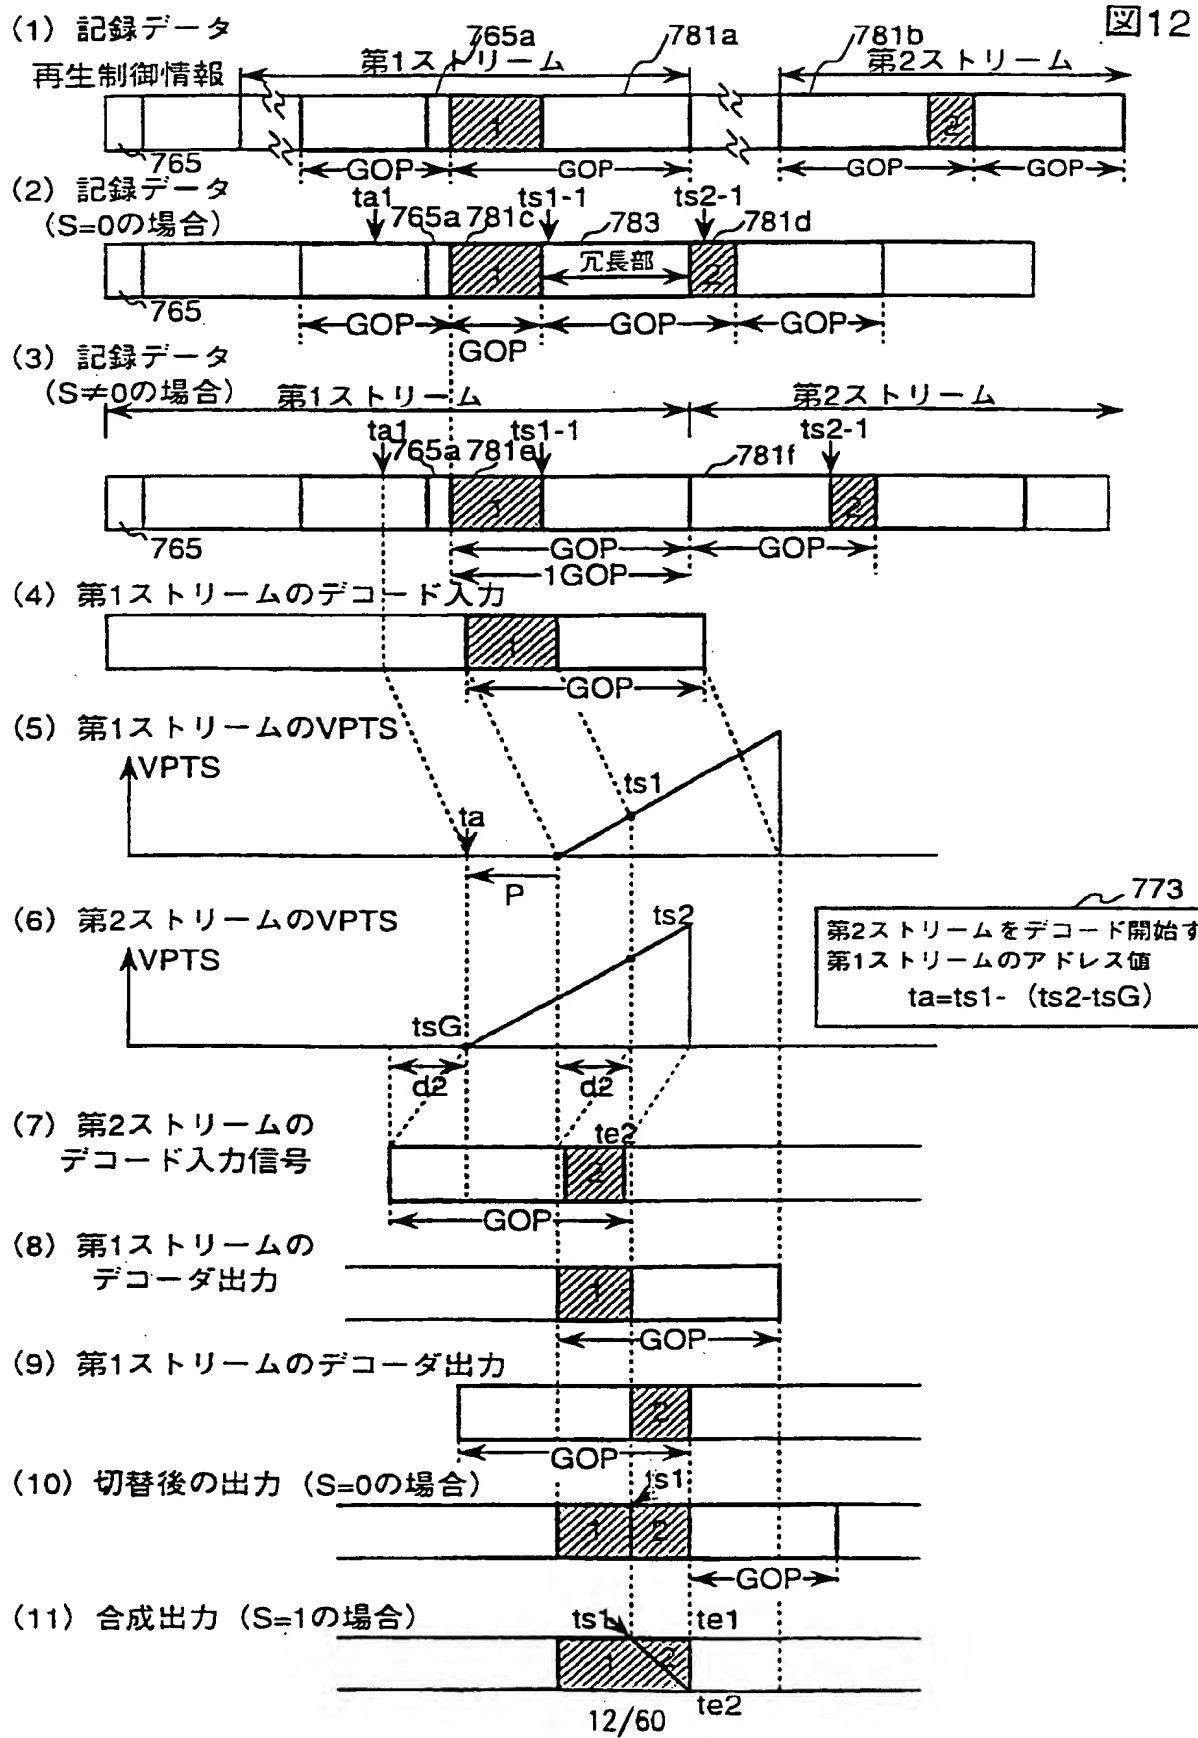 図12
(1) 記録データ
765a
781a
781b
再生制御情報
第1ストリーム
第2ストリーム
1
2
765
GOP
GOP
GOP
GOP
(2) 記録データ
(S=0の場合)
ta1
765a
781c
ts1-1
783
ts2-1
781d
1
冗長部
2
765
GOP
GOP
GOP
GOP
(3) 記録データ
(S≠0の場合)
第1ストリーム
第2ストリーム
ta1
765a
781e
ts1-1
781f
ts2-1
1
2
765
GOP
GOP
1GOP
(4) 第1ストリームのデコード入力
1
GOP
(5) 第1ストリームのVPTS
VPTS
ts1
ta
P
773
(6) 第2ストリームのVPTS
ts2
第2ストリームをデコード開始す
第1ストリームのアドレス値
ta=ts1- (ts2-tsG)
VPTS
tsG
d2
d2
(7) 第2ストリームの
デコード入力信号
te2
2
GOP
(8) 第1ストリームの
デコーダ出力
1
GOP
(9) 第1ストリームのデコーダ出力
2
GOP
(10) 切替後の出力 (S=0の場合)
ts1
1
2
GOP
(11) 合成出力 (S=1の場合)
ts1
te1
1
2
te2
12/60